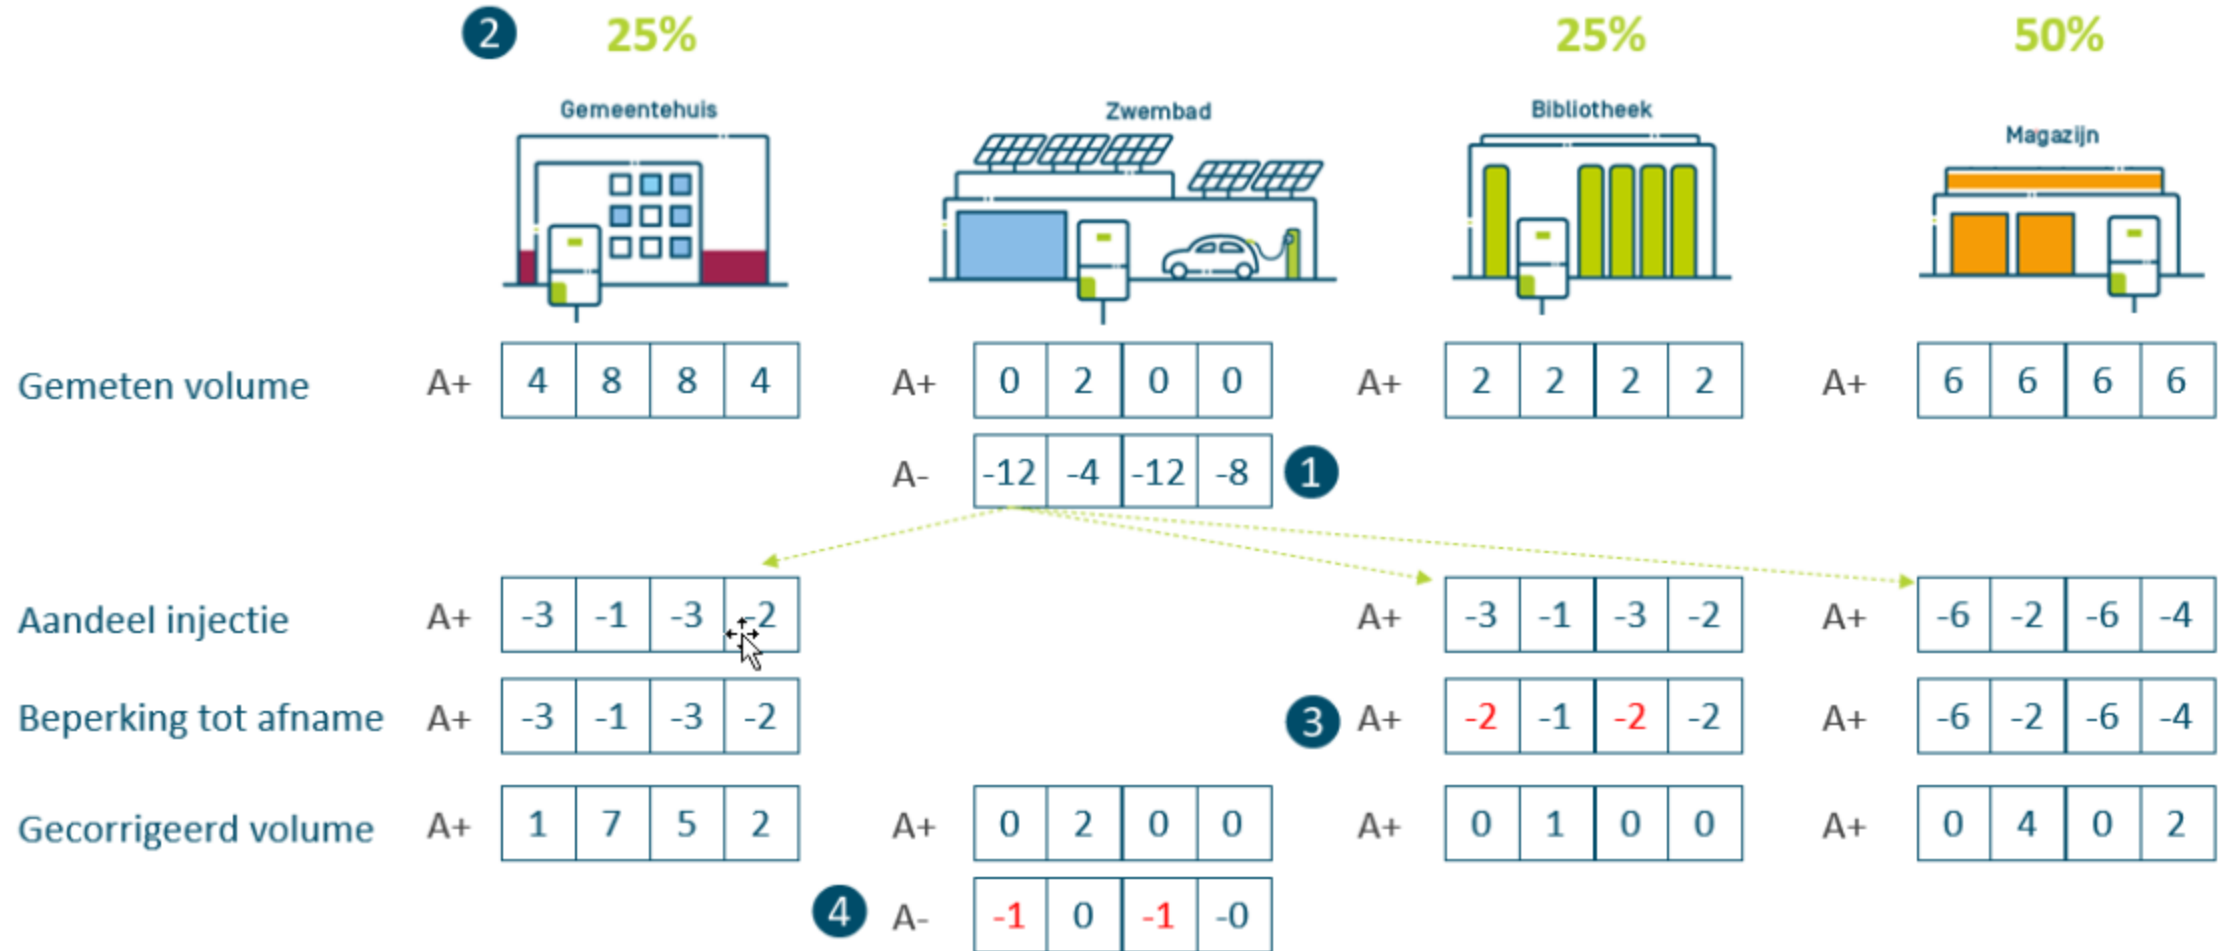 2 25% 25% 50%
Gemeentehuis Zwembad Bibliotheek Magazijn
Gemeten volume A+ 4 8 8 4 A+ 0 2 0 0 A+ 2 2 2 2 A+ 6 6 6 6
A- -12 -4 -12 -8 1
Aandeel injectie A+ -3 -1 -3 -2 A+ -3 -1 -3 -2 A+ -6 -2 -6 -4
Beperking tot afname A+ -3 -1 -3 -2 3 A+ -2 -1 -2 -2 A+ -6 -2 -6 -4
Gecorrigeerd volume A+ 1 7 5 2 A+ 0 2 0 0 A+ 0 1 0 0 A+ 0 4 0 2
4 A- -1 0 -1 -0